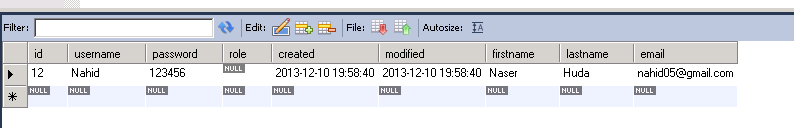 Filter: Edit: File: Autosize: IA
id username password role created modified firstname lastname email
12 Nahid 123456 NULL 2013-12-10 19:58:40 2013-12-10 19:58:40 Naser Huda nahid05@gmail.com
NULL NULL NULL NULL NULL NULL NULL NULL NULL